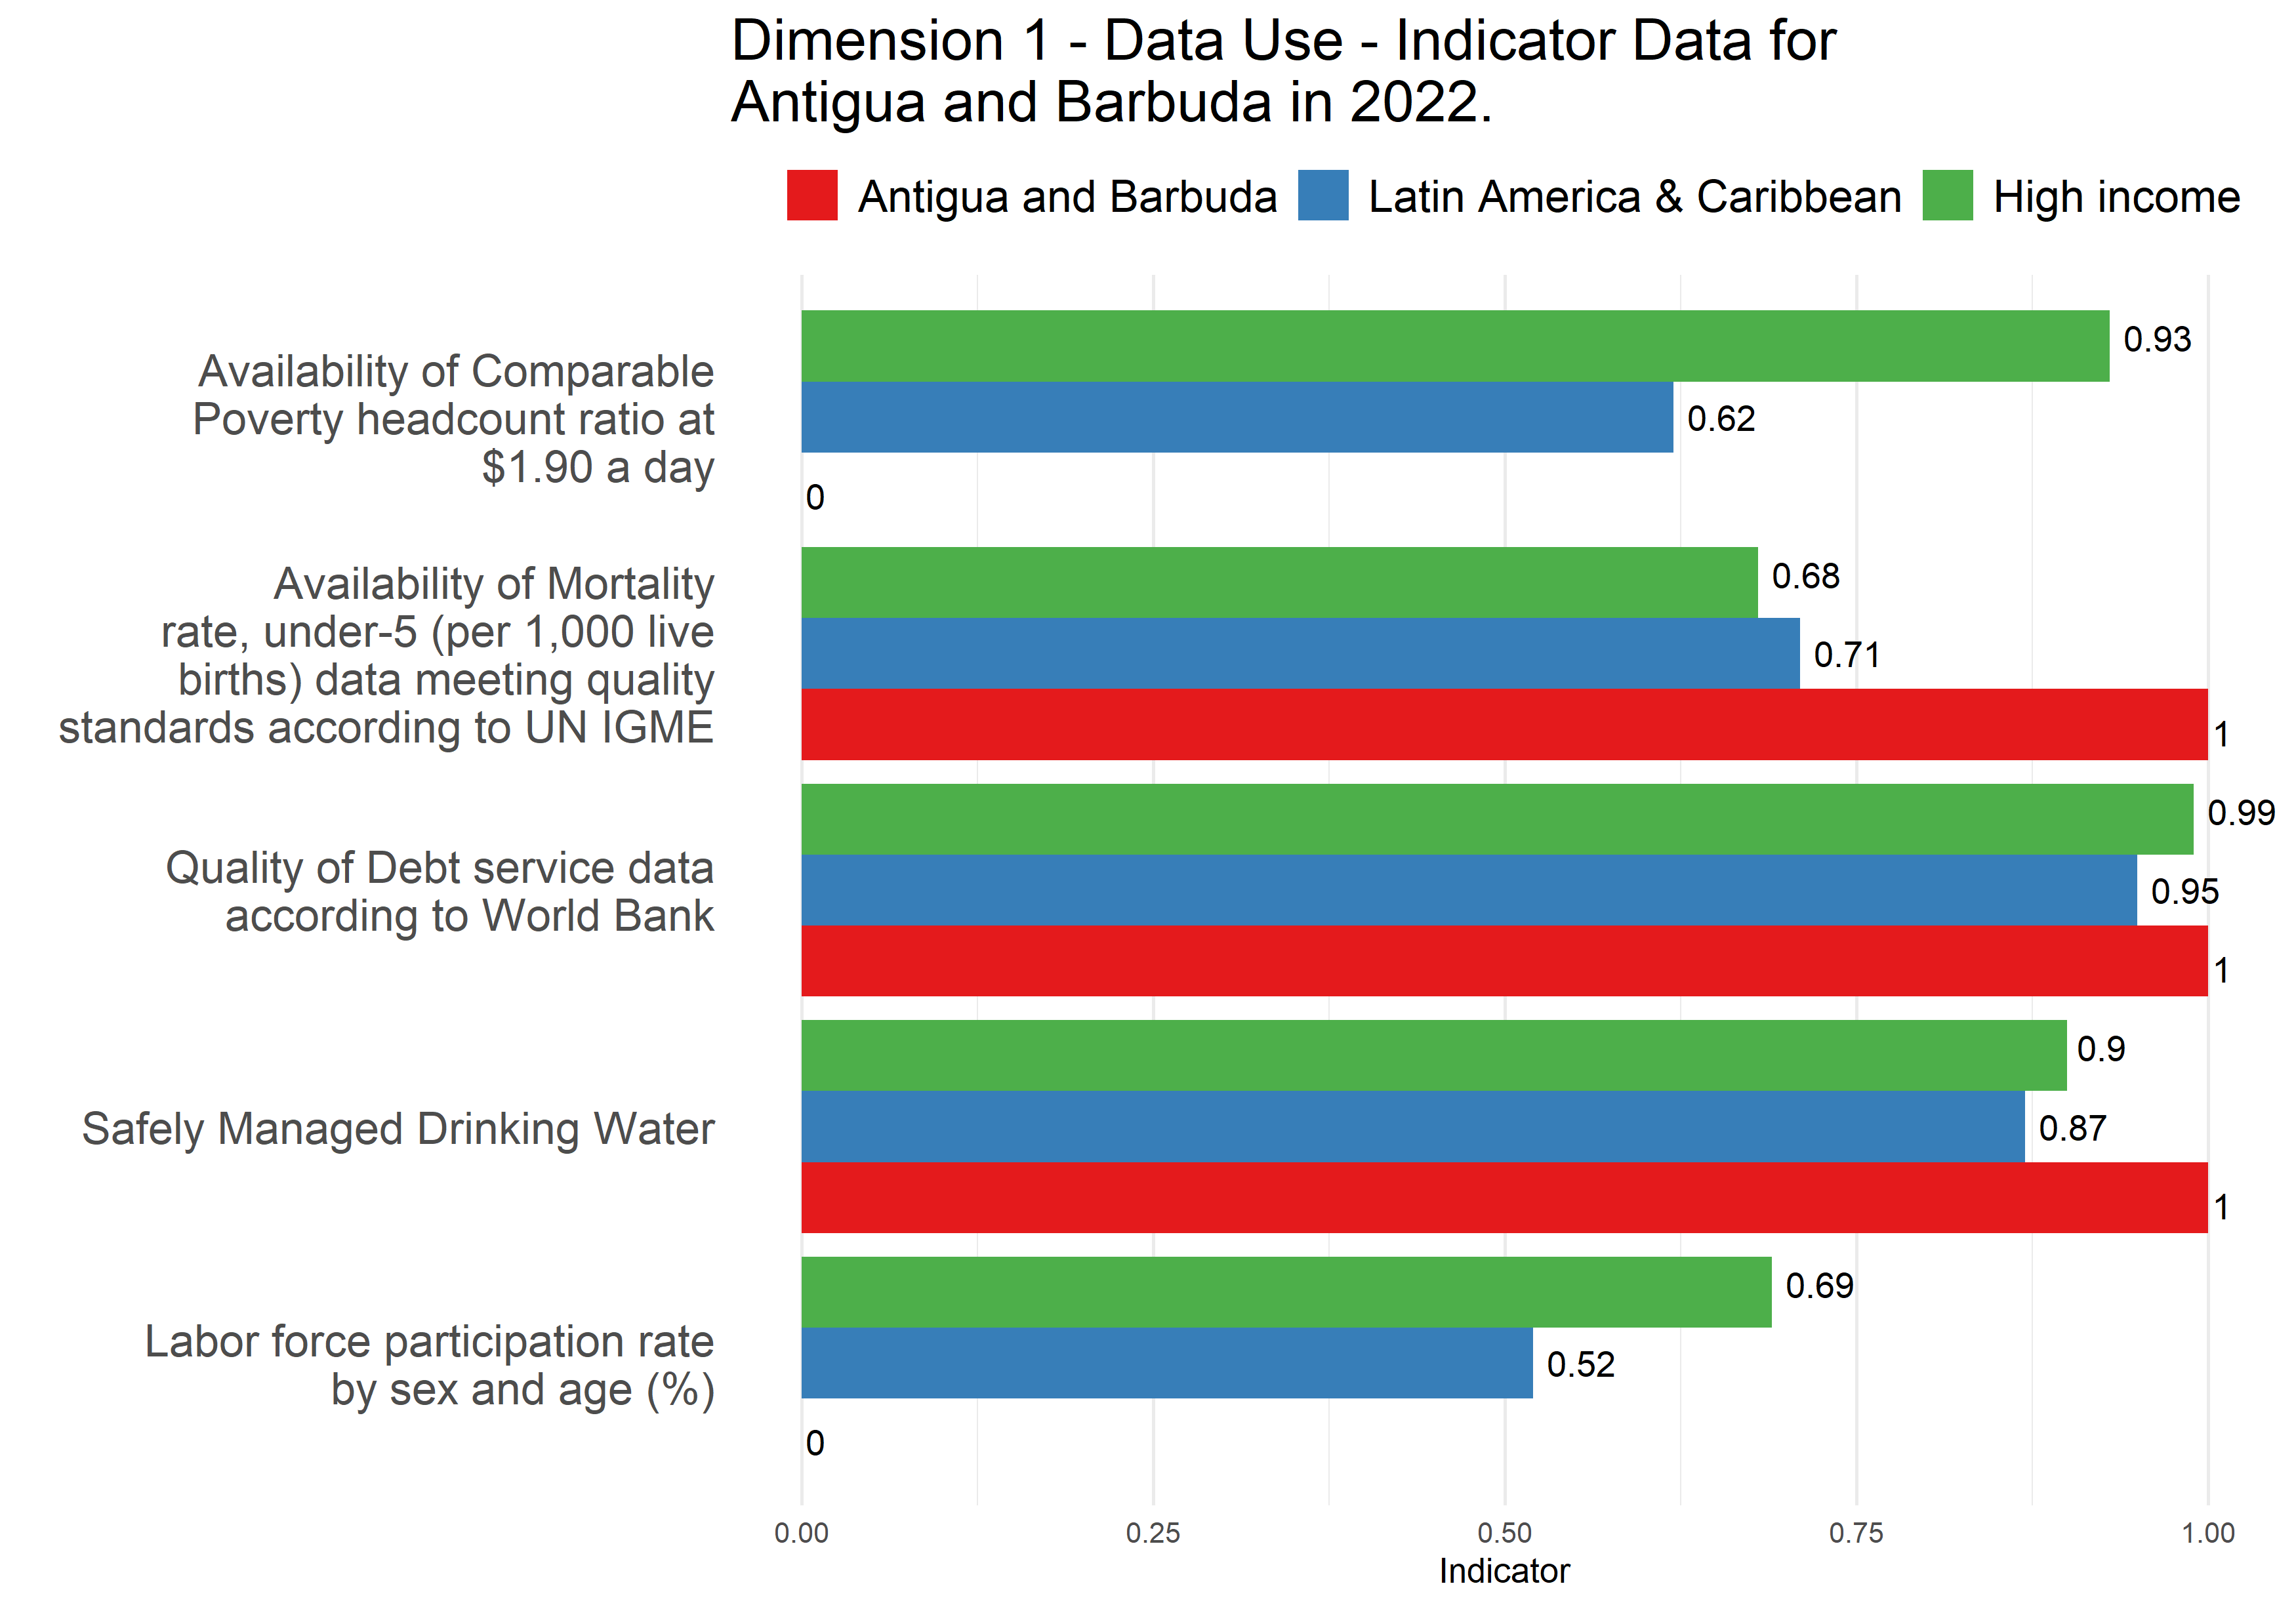 Dimension 1 - Data Use - Indicator Data for
Antigua and Barbuda in 2022.
Antigua and Barbuda
Latin America & Caribbean
High income
Availability of Comparable
Poverty headcount ratio at
$1.90 a day
0.93
0.62
0
Availability of Mortality
rate, under-5 (per 1,000 live
births) data meeting quality
standards according to UN IGME
0.68
0.71
1
Quality of Debt service data
according to World Bank
0.99
0.95
1
Safely Managed Drinking Water
0.9
0.87
1
Labor force participation rate
by sex and age (%)
0.69
0.52
0
0.00
0.25
0.50
0.75
1.00
Indicator